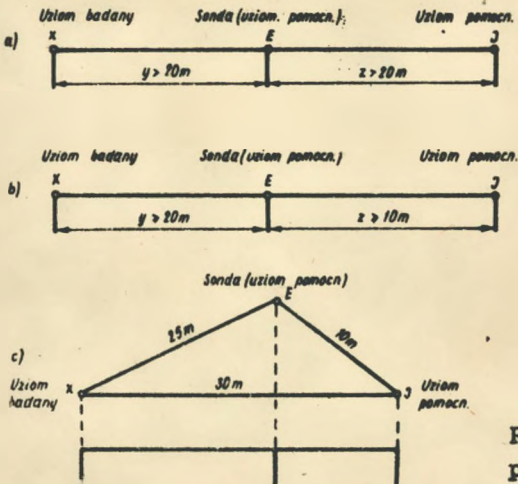 Uziom badany Sonda (uziom. pomocn.) Uziom pomocn.
a) X E J
y > 20m z > 20m
Uziom badany Sonda (uziom pomocn.) Uziom pomocn.
b) X E J
y ⩾ 20m z ⩾ 10m
Sonda (uziom pomocn)
E
25m 10m
c)
Uziom badany X 30m J Uziom pomocn.